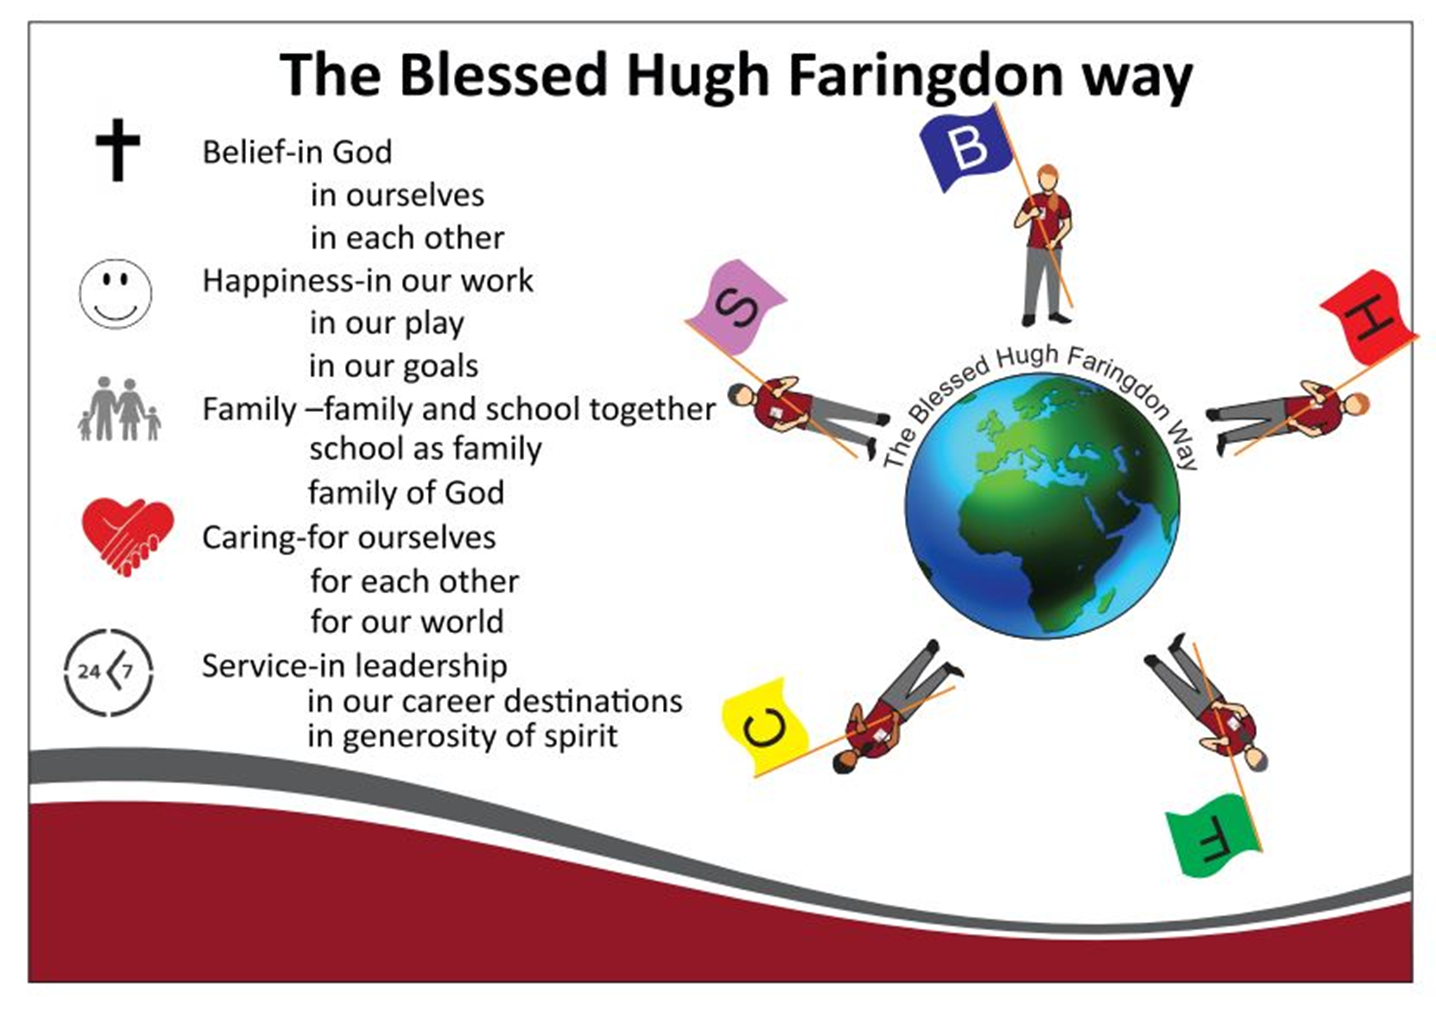 The Blessed Hugh Faringdon way
Belief-in God
in ourselves
in each other
Happiness-in our work
in our play
in our goals
Family –family and school together
school as family
family of God
Caring-for ourselves
for each other
for our world
24 7
Service-in leadership
in our career destinations
in generosity of spirit
B
H
F
C
S
The Blessed Hugh Faringdon Way